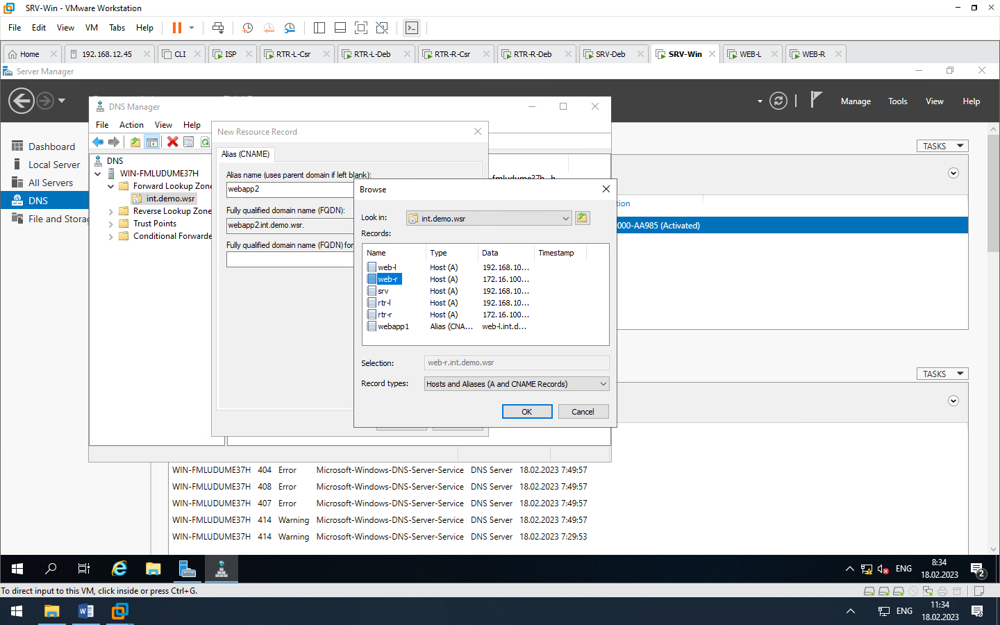 SRV-Win - VMware Workstation
File Edit View VM Tabs Help
Home 192.168.12.45 CLI ISP RTR-L-Csr RTR-L-Deb RTR-R-Csr RTR-R-Deb SRV-Deb SRV-Win WEB-L WEB-R
Server Manager
Manage Tools View Help
Dashboard
Local Server
All Servers
DNS
File and Storag
DNS Manager
File Action View Help
DNS
WIN-FMLUDUME37H
Forward Lookup Zone
int.demo.wsr
Reverse Lookup Zone
Trust Points
Conditional Forwarde
New Resource Record
Alias (CNAME)
Alias name (uses parent domain if left blank):
webapp2
Fully qualified domain name (FQDN):
webapp2.int.demo.wsr.
Fully qualified domain name (FQDN) for
Browse
Look in: int.demo.wsr
Records:
Name Type Data Timestamp
web-l Host (A) 192.168.10...
web-r Host (A) 172.16.100...
srv Host (A) 192.168.10...
rtr-l Host (A) 192.168.10...
rtr-r Host (A) 172.16.100...
webapp1 Alias (CNA... web-l.int.d...
Selection: web-r.int.demo.wsr
Record types: Hosts and Aliases (A and CNAME Records)
OK Cancel
TASKS
tion
000-AA985 (Activated)
TASKS
WIN-FMLUDUME37H 404 Error Microsoft-Windows-DNS-Server-Service DNS Server 18.02.2023 7:49:57
WIN-FMLUDUME37H 408 Error Microsoft-Windows-DNS-Server-Service DNS Server 18.02.2023 7:49:57
WIN-FMLUDUME37H 407 Error Microsoft-Windows-DNS-Server-Service DNS Server 18.02.2023 7:49:57
WIN-FMLUDUME37H 414 Warning Microsoft-Windows-DNS-Server-Service DNS Server 18.02.2023 7:49:57
WIN-FMLUDUME37H 414 Warning Microsoft-Windows-DNS-Server-Service DNS Server 18.02.2023 7:29:53
ENG 8:34
18.02.2023 2
To direct input to this VM, click inside or press Ctrl+G.
ENG 11:34
18.02.2023